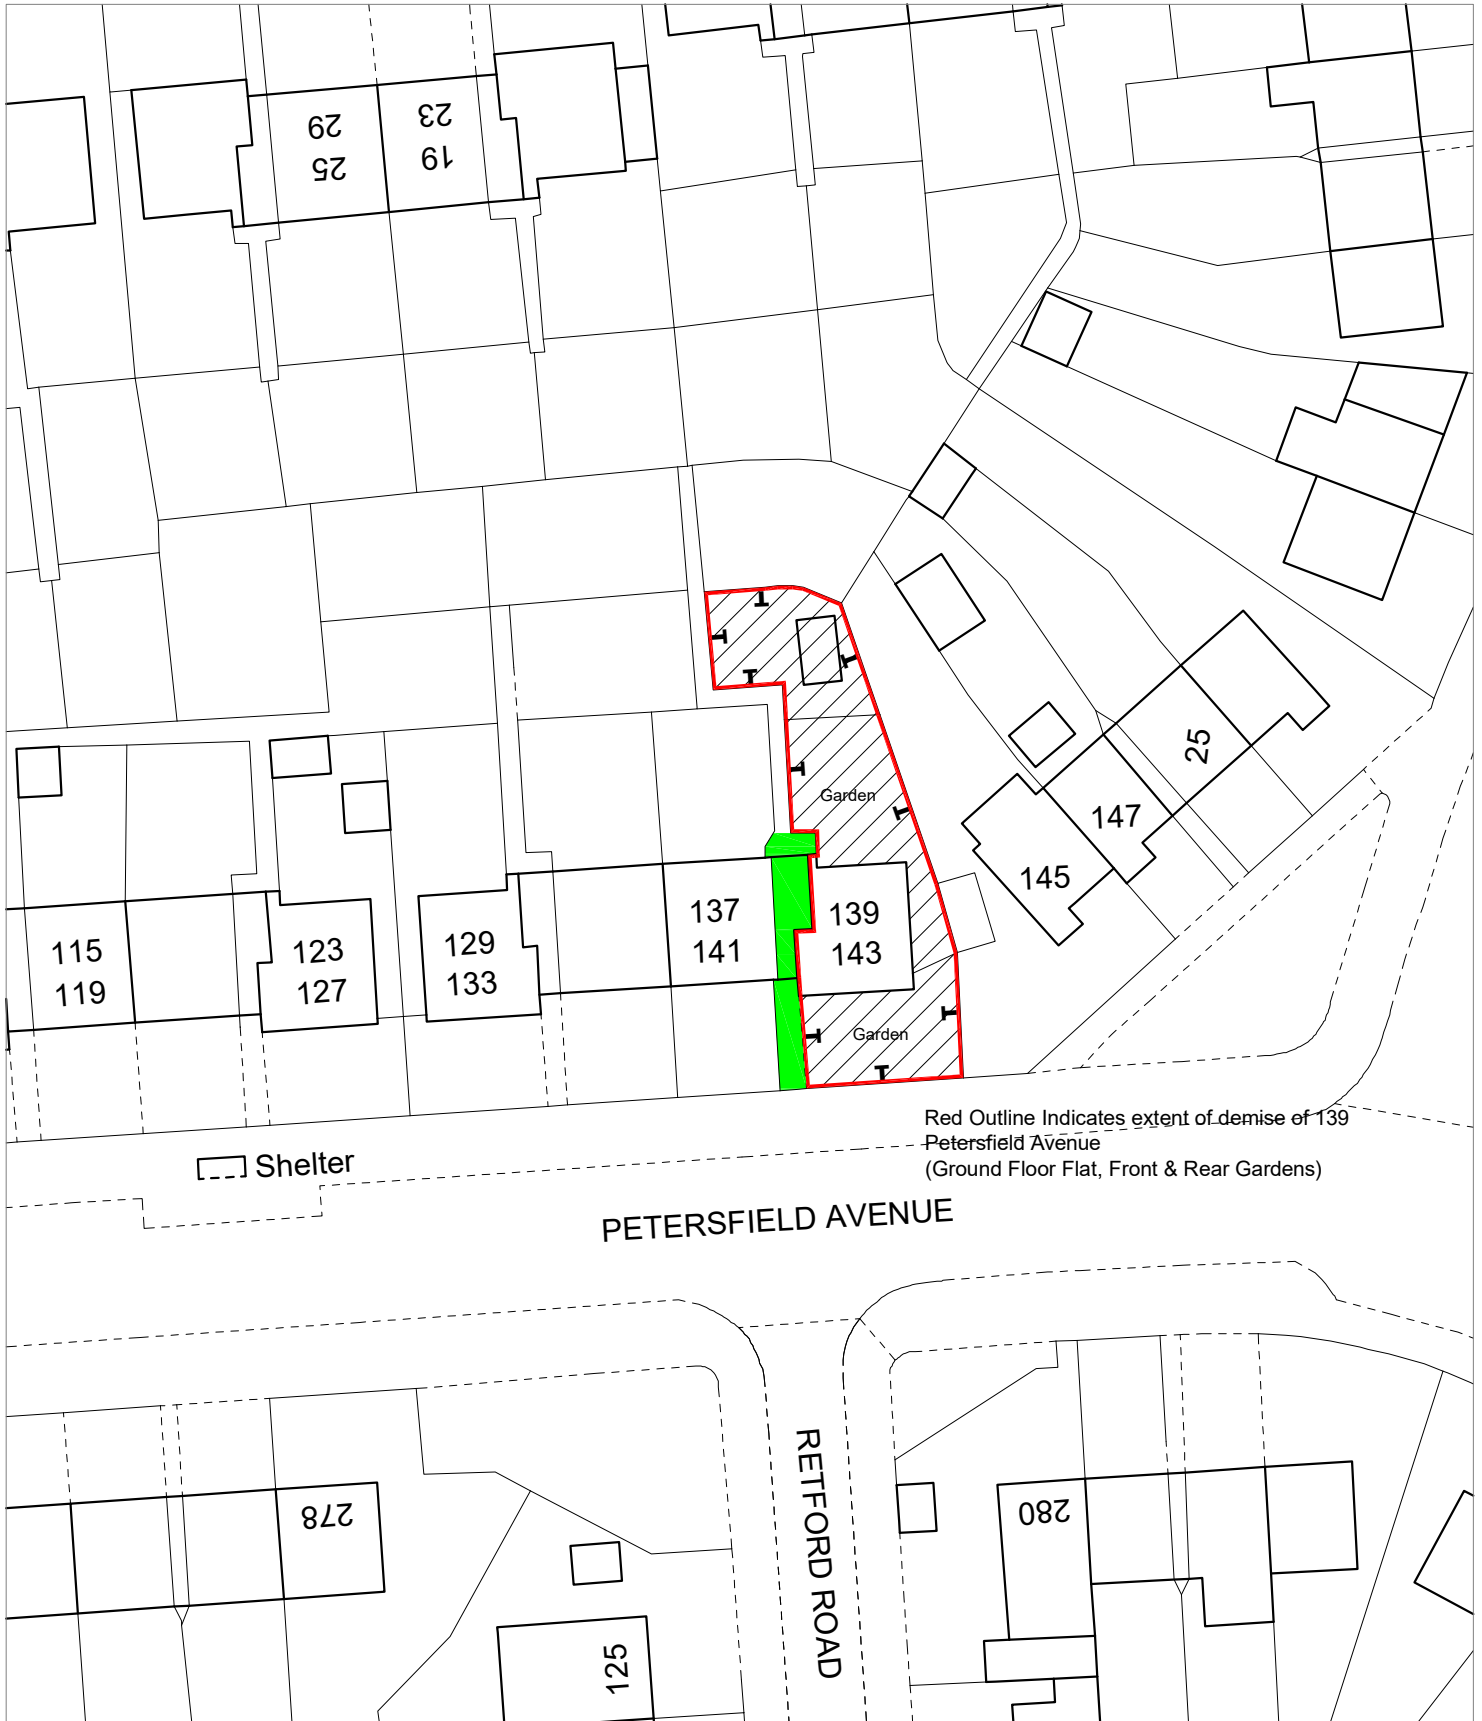 23
19
29
25
25
Garden
147
145
137
141
139
143
115
119
123
127
129
133
Garden
Red Outline Indicates extent of demise of 139
Petersfield Avenue
(Ground Floor Flat, Front & Rear Gardens)
Shelter
PETERSFIELD AVENUE
RETFORD ROAD
278
280
125